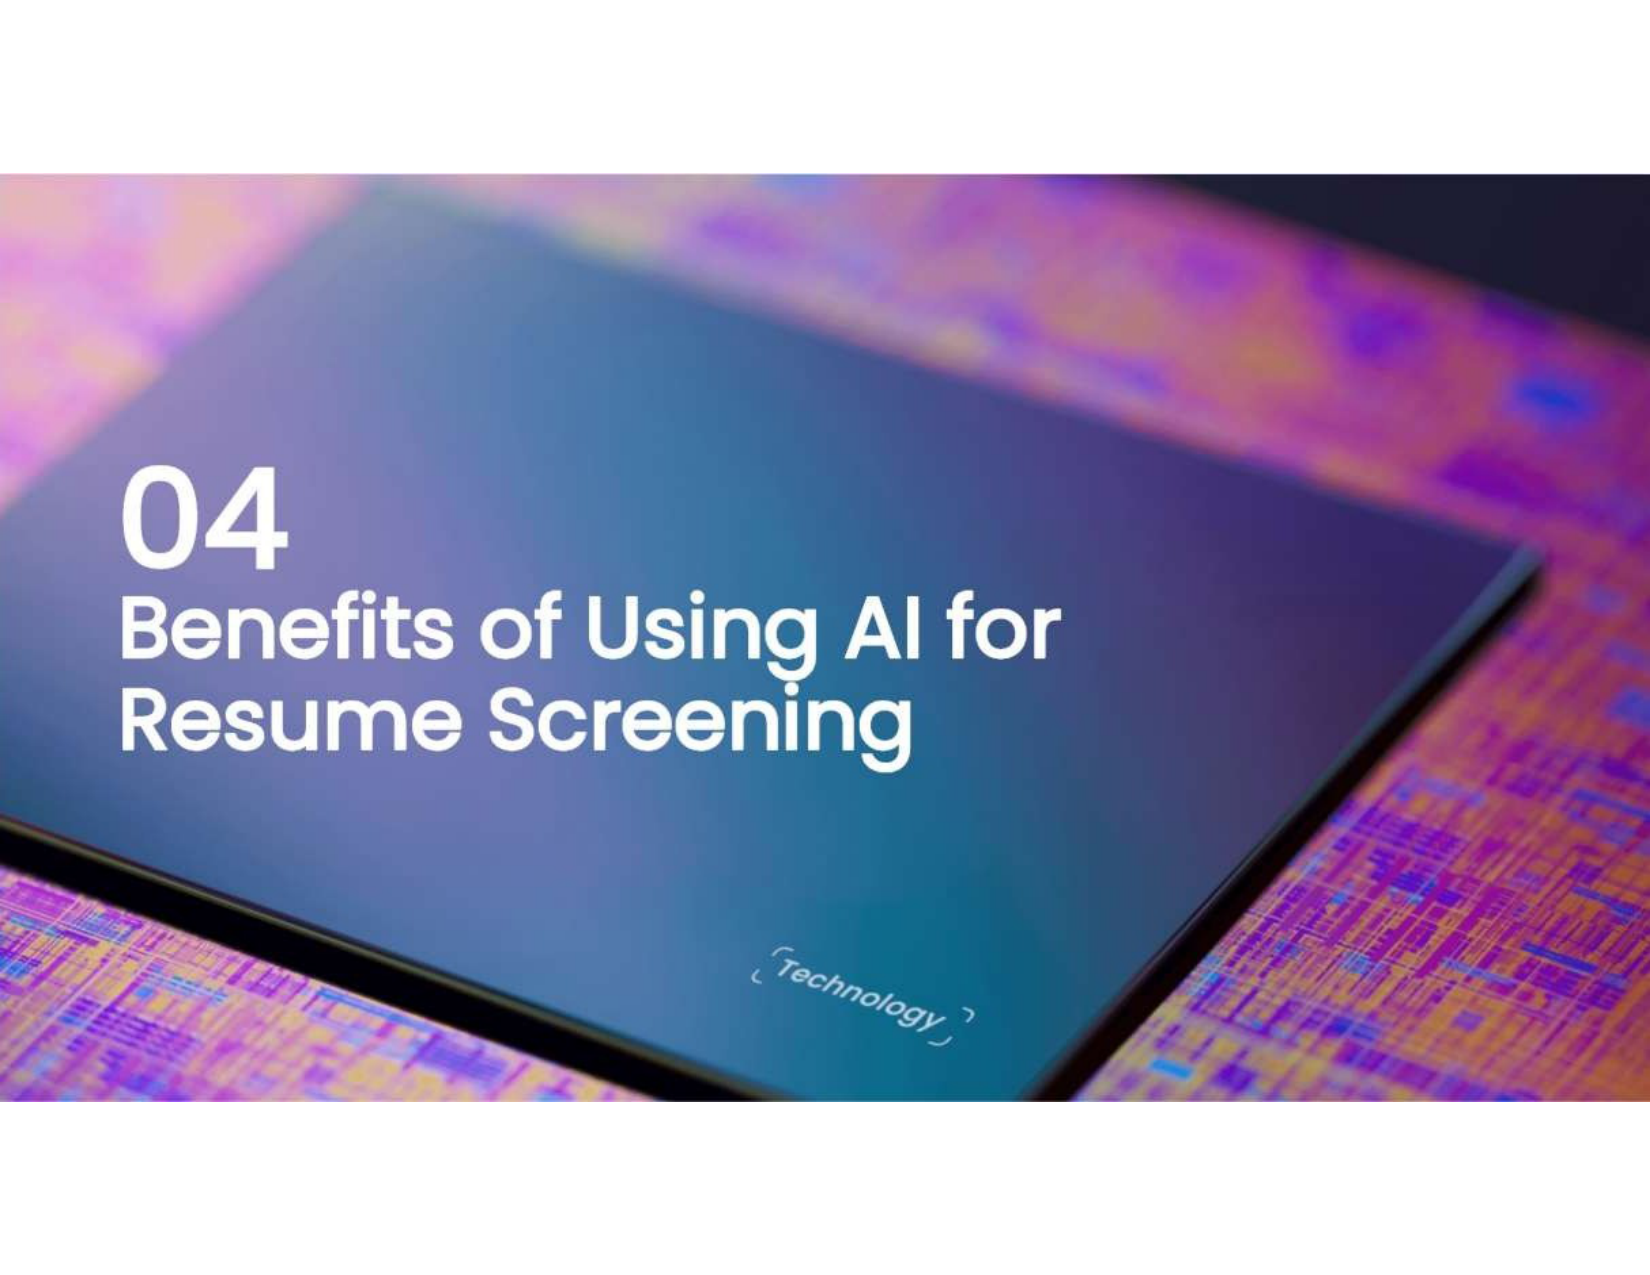 04
Benefits of Using AI for
Resume Screening
Technology